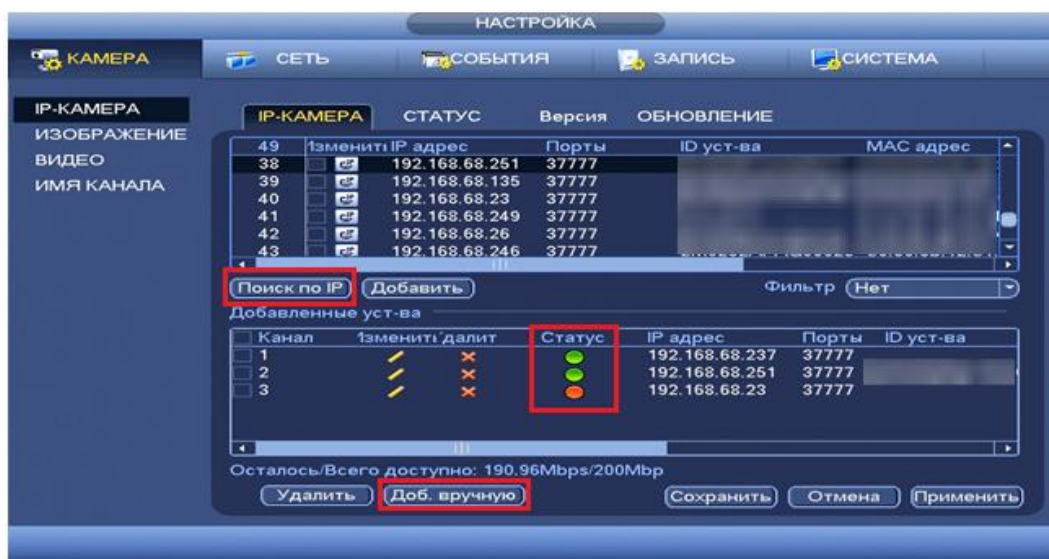 НАСТРОЙКА
КАМЕРА СЕТЬ СОБЫТИЯ ЗАПИСЬ СИСТЕМА
IP-КАМЕРА
ИЗОБРАЖЕНИЕ
ВИДЕО
ИМЯ КАНАЛА
IP-КАМЕРА СТАТУС Версия ОБНОВЛЕНИЕ
49 Ізменитı IP адрес Порты ID уст-ва MAC адрес
38 192.168.68.251 37777
39 192.168.68.135 37777
40 192.168.68.23 37777
41 192.168.68.249 37777
42 192.168.68.26 37777
43 192.168.68.246 37777
Поиск по IP Добавить Фильтр Нет
Добавленные уст-ва
Канал Ізменить Удалит Статус IP адрес Порты ID уст-ва
1 192.168.68.237 37777
2 192.168.68.251 37777
3 192.168.68.23 37777
Осталось/Всего доступно: 190.96Mbps/200Mbp
Удалить Доб. вручную Сохранить Отмена Применить